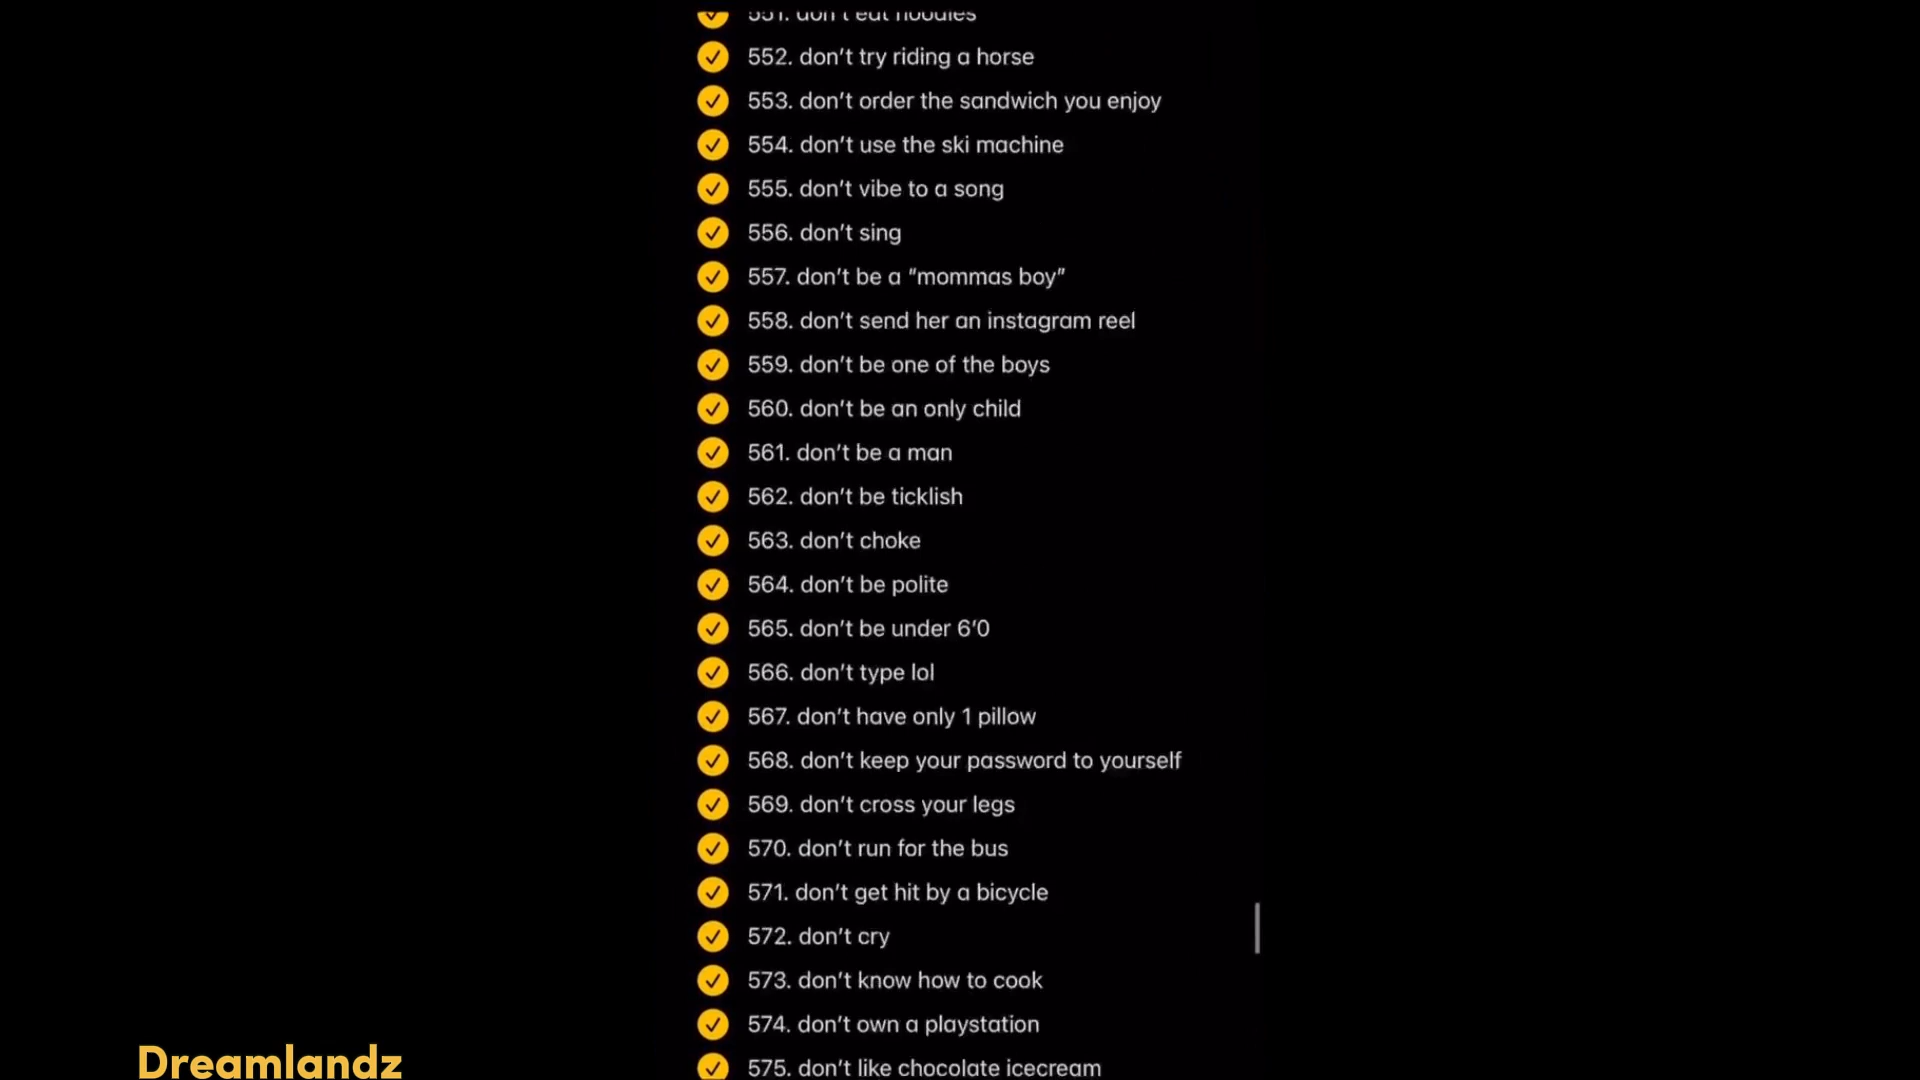 551. don't eat noodles
552. don't try riding a horse
553. don't order the sandwich you enjoy
554. don't use the ski machine
555. don't vibe to a song
556. don't sing
557. don't be a "mommas boy"
558. don't send her an instagram reel
559. don't be one of the boys
560. don't be an only child
561. don't be a man
562. don't be ticklish
563. don't choke
564. don't be polite
565. don't be under 6'0
566. don't type lol
567. don't have only 1 pillow
568. don't keep your password to yourself
569. don't cross your legs
570. don't run for the bus
571. don't get hit by a bicycle
572. don't cry
573. don't know how to cook
574. don't own a playstation
575. don't like chocolate icecream
Dreamlandz